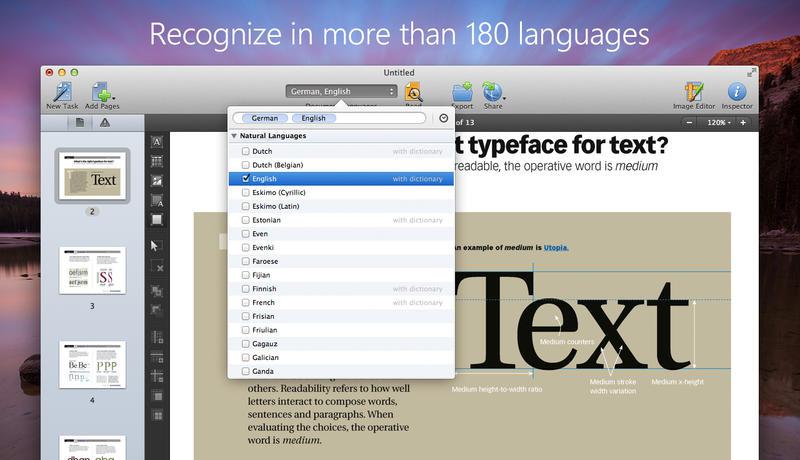 Recognize in more than 180 languages
Untitled
New Task
Add Pages
German, English
Export
Share
Image Editor
Inspector
German
English
of 13
120%
Natural Languages
Dutch
with dictionary
Dutch (Belgian)
English
with dictionary
Eskimo (Cyrillic)
Eskimo (Latin)
Estonian
with dictionary
Even
Evenki
Faroese
Fijian
Finnish
with dictionary
French
with dictionary
Frisian
Friulian
Gagauz
Galician
Ganda
2
3
4
t typeface for text?
readable, the operative word is medium
an example of medium is Utopia.
Text
Medium counters
Medium height-to-width ratio
Medium stroke
width variation
Medium x-height
others. Readability refers to how well
letters interact to compose words,
sentences and paragraphs. When
evaluating the choices, the operative
word is medium.